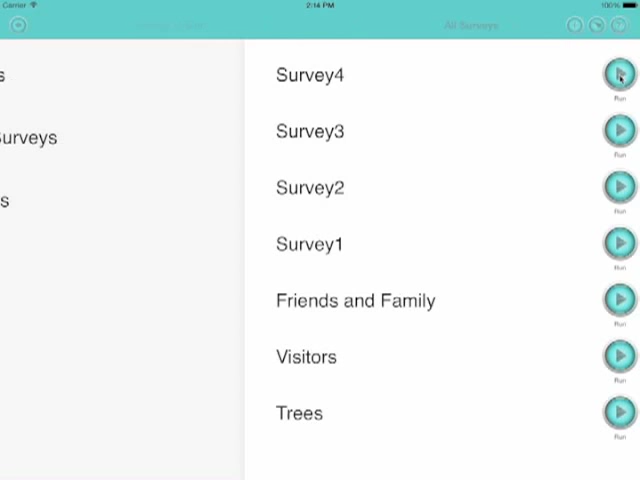 Carrier
2:14 PM
100%
All Surveys
s
Surveys
s
Survey4
Run
Survey3
Run
Survey2
Run
Survey1
Run
Friends and Family
Run
Visitors
Run
Trees
Run